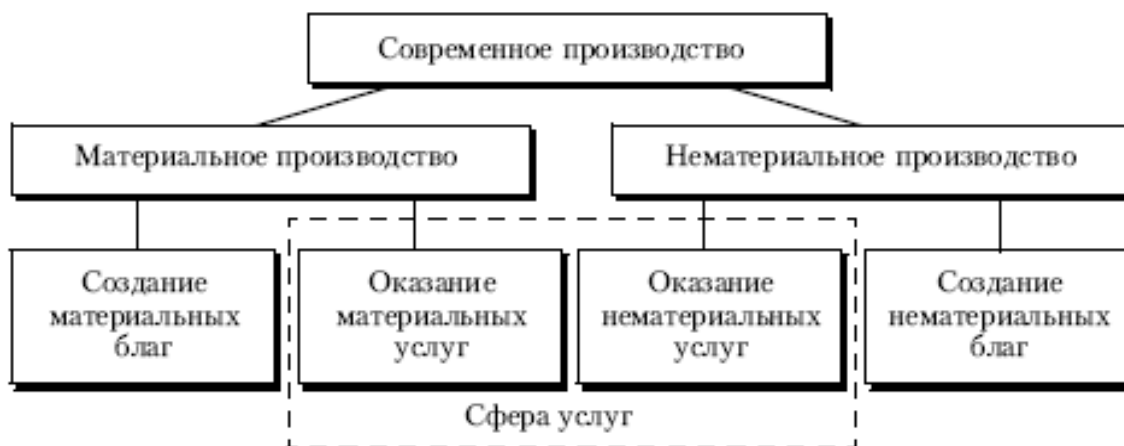 Современное производство
Материальное производство
Нематериальное производство
Создание
материальных
благ
Оказание
материальных
услуг
Оказание
нематериальных
услуг
Создание
нематериальных
благ
Сфера услуг